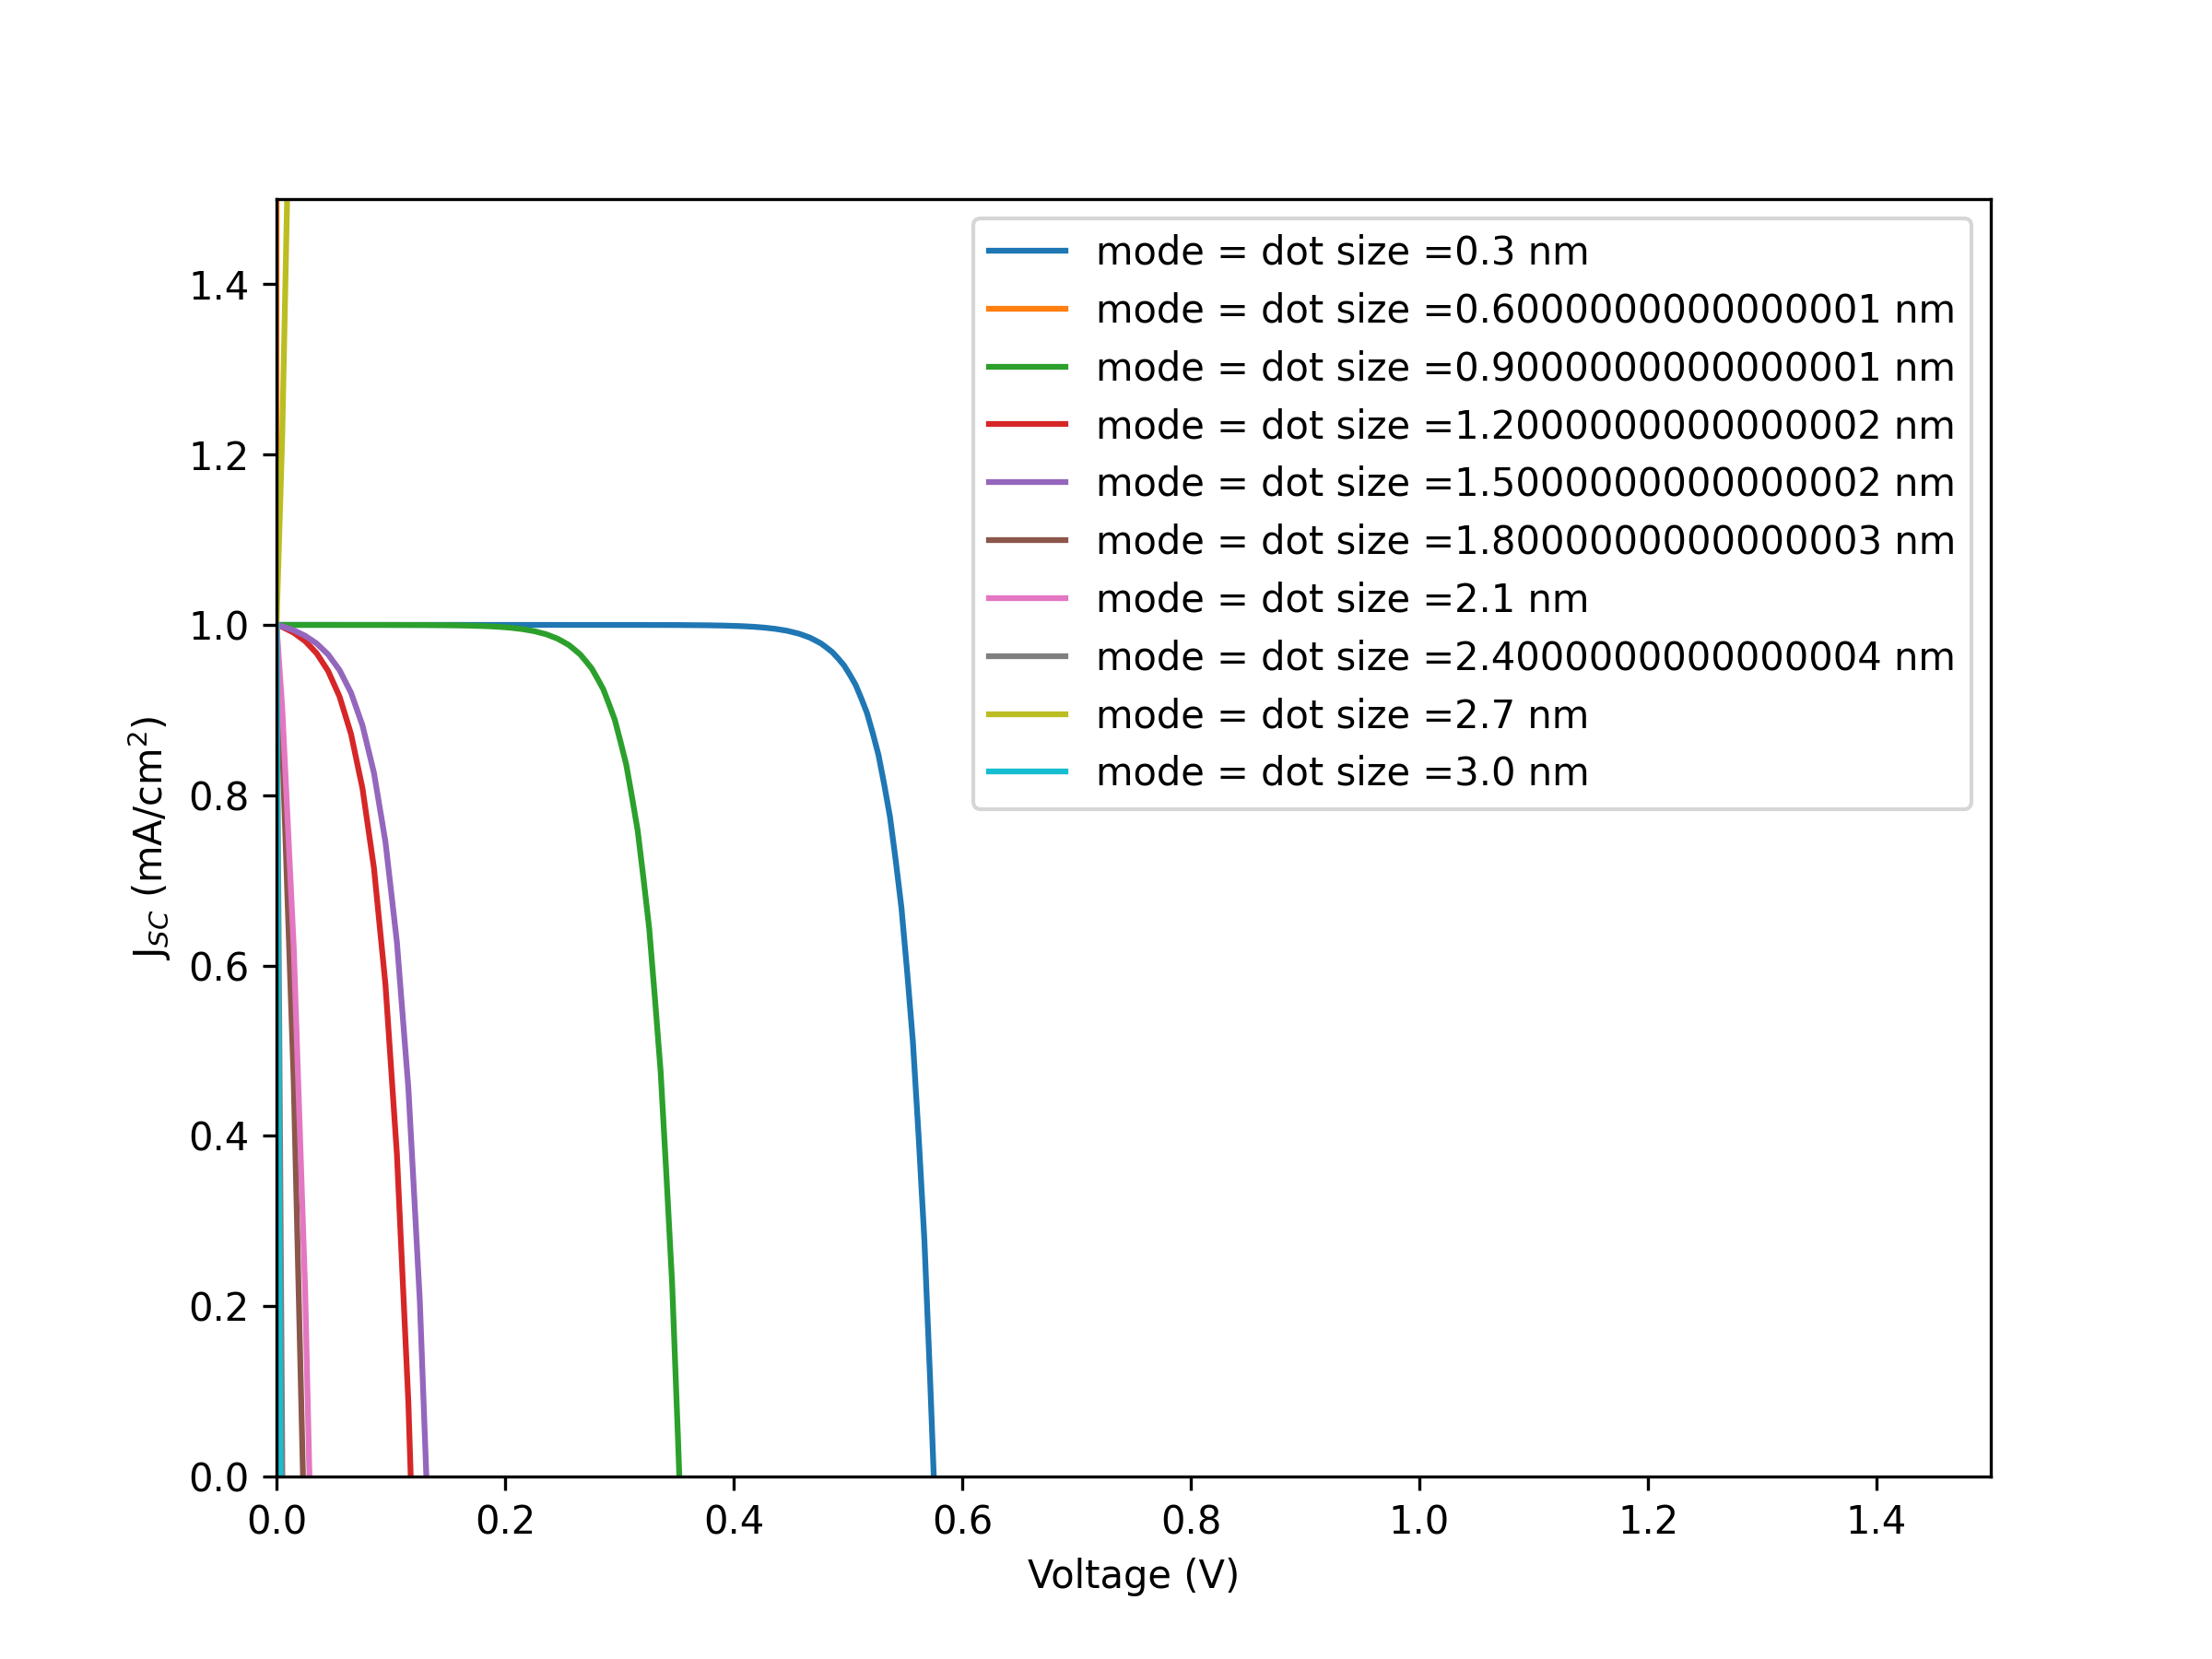 1.4
1.2
1.0
0.8
0.6
0.4
0.2
0.0
J_SC (mA/cm²)
mode = dot size =0.3 nm
mode = dot size =0.6000000000000001 nm
mode = dot size =0.9000000000000001 nm
mode = dot size =1.2000000000000002 nm
mode = dot size =1.5000000000000002 nm
mode = dot size =1.8000000000000003 nm
mode = dot size =2.1 nm
mode = dot size =2.4000000000000004 nm
mode = dot size =2.7 nm
mode = dot size =3.0 nm
0.0 0.2 0.4 0.6 0.8 1.0 1.2 1.4
Voltage (V)